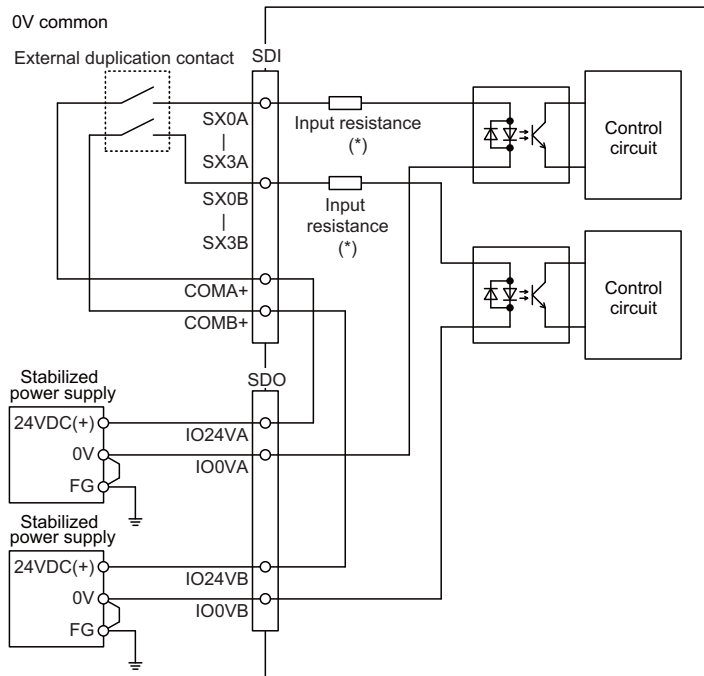 0V common
External duplication contact
SDI
SX0A
|
SX3A
Input resistance
(*)
Control
circuit
SX0B
|
SX3B
Input
resistance
(*)
Control
circuit
COMA+
COMB+
SDO
Stabilized
power supply
24VDC(+)
IO24VA
0V
IO0VA
FG
Stabilized
power supply
24VDC(+)
IO24VB
0V
IO0VB
FG